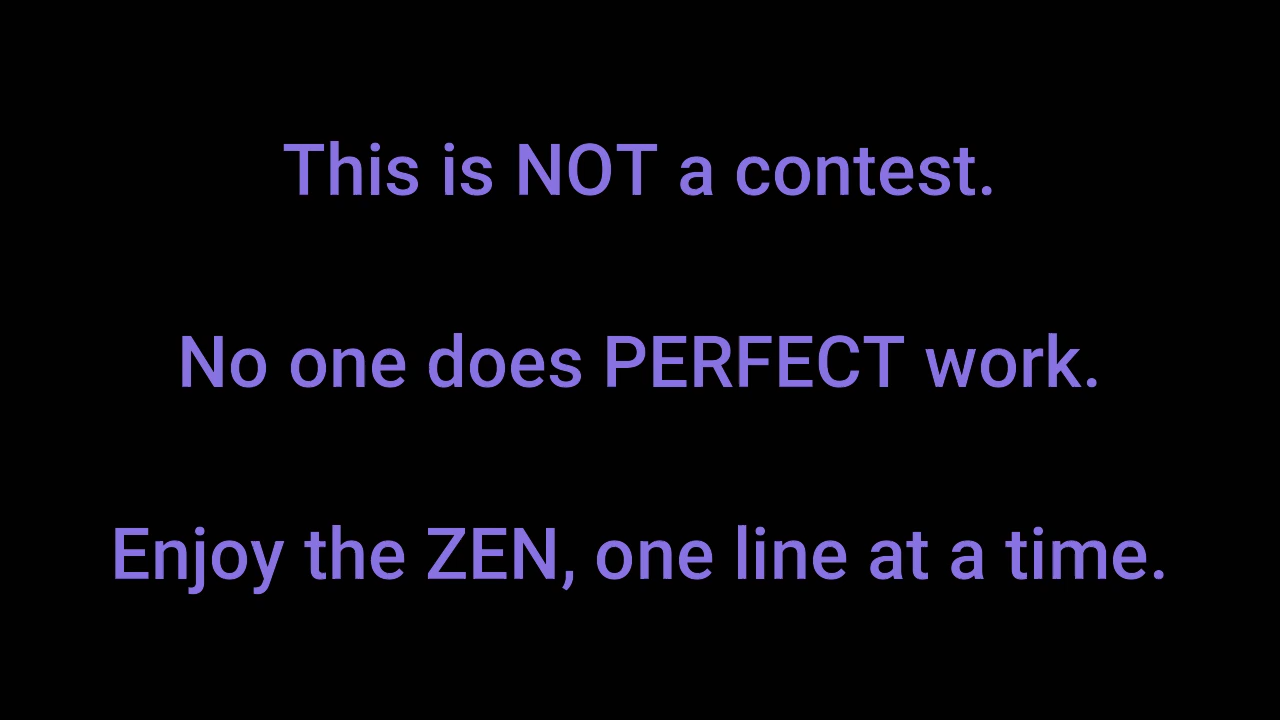 This is NOT a contest.
No one does PERFECT work.
Enjoy the ZEN, one line at a time.